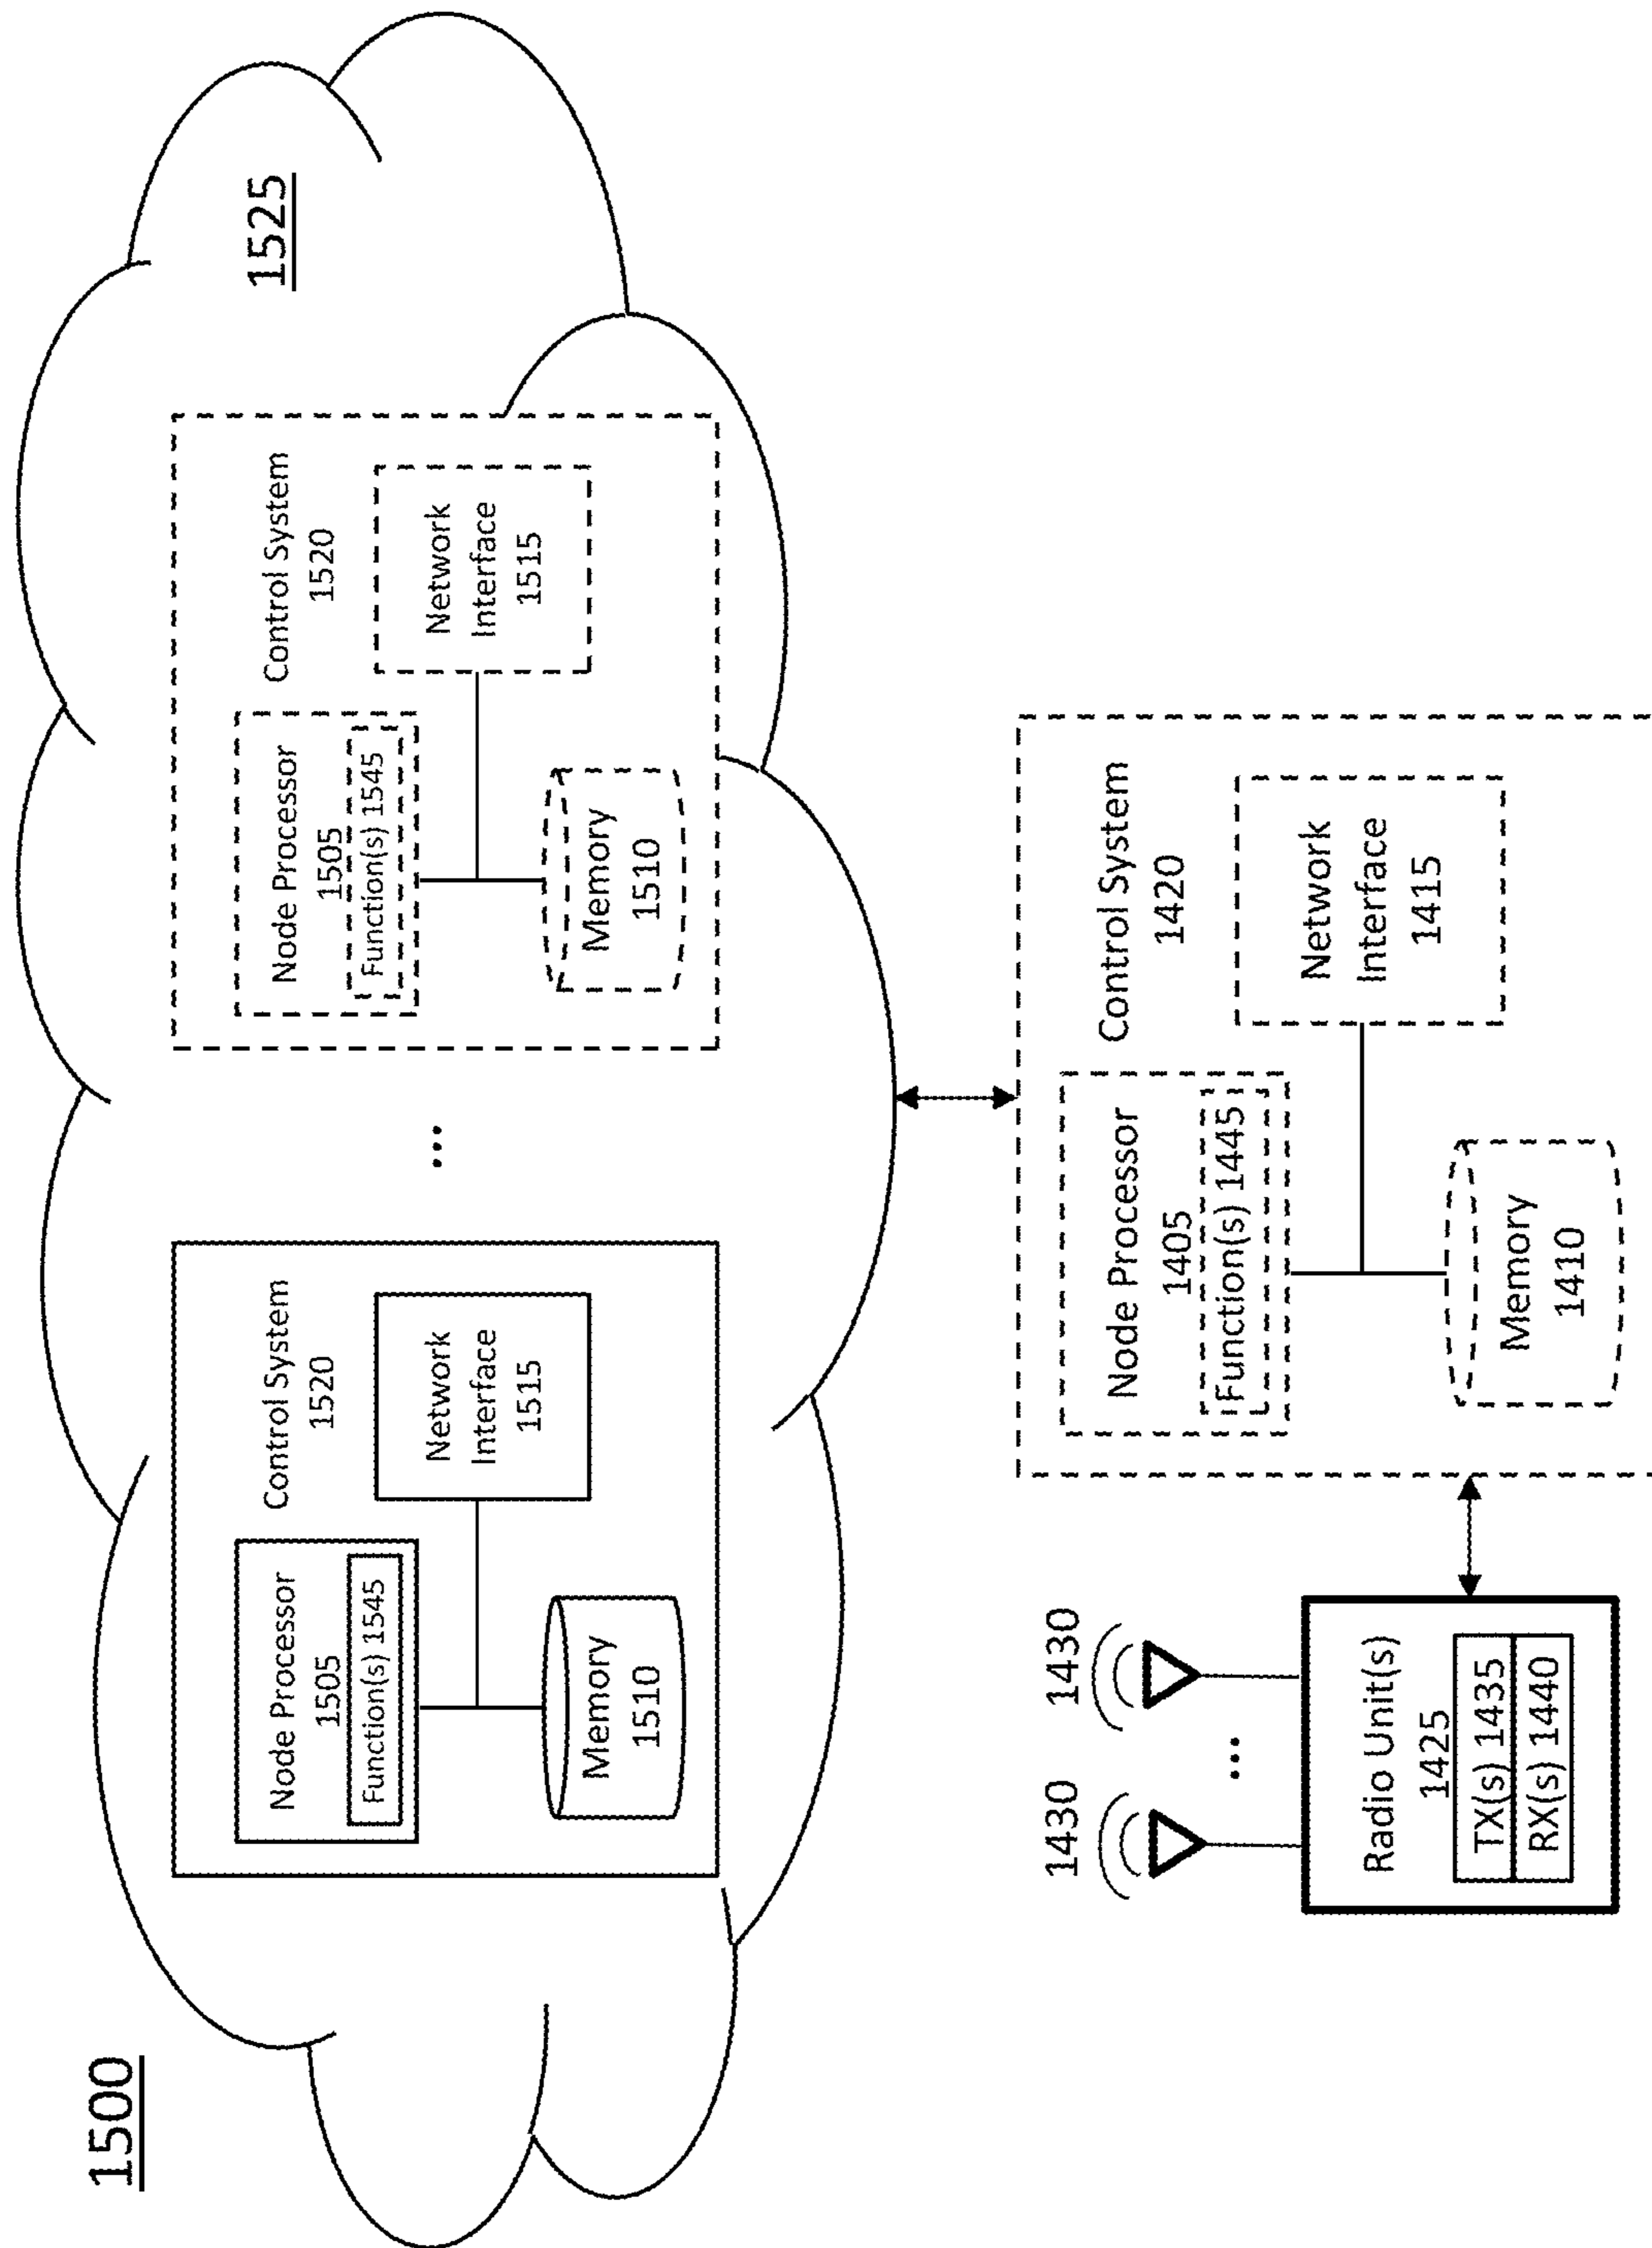 1500
1525
Control System
1520
Node Processor
1505
Function(s) 1545
Network
Interface
1515
Memory
1510
...
Control System
1520
Node Processor
1505
Function(s) 1545
Network
Interface
1515
Memory
1510
1430
...
1430
Radio Unit(s)
1425
TX(s) 1435
RX(s) 1440
Control System
1420
Node Processor
1405
Function(s) 1445
Network
Interface
1415
Memory
1410